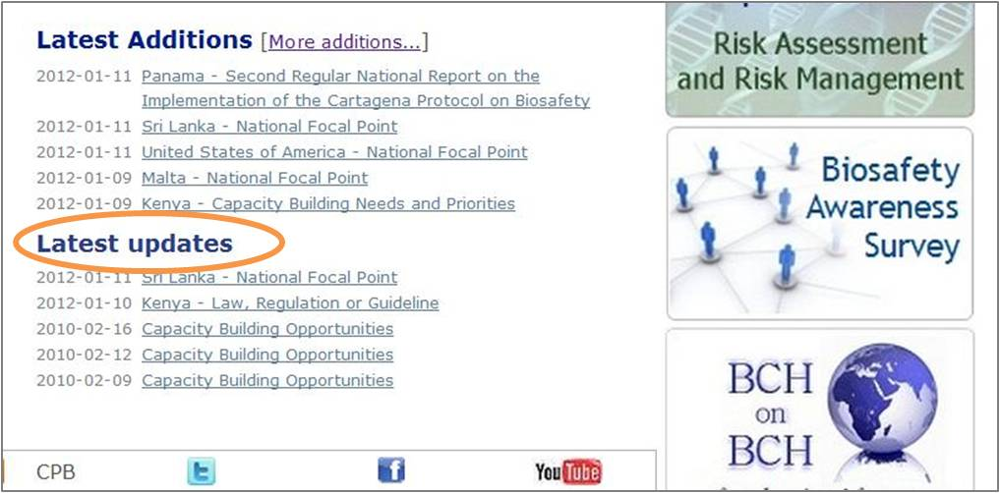 Latest Additions [More additions...]
2012-01-11 Panama - Second Regular National Report on the
Implementation of the Cartagena Protocol on Biosafety
2012-01-11 Sri Lanka - National Focal Point
2012-01-11 United States of America - National Focal Point
2012-01-09 Malta - National Focal Point
2012-01-09 Kenya - Capacity Building Needs and Priorities
Latest updates
2012-01-11 Sri Lanka - National Focal Point
2012-01-10 Kenya - Law, Regulation or Guideline
2010-02-16 Capacity Building Opportunities
2010-02-12 Capacity Building Opportunities
2010-02-09 Capacity Building Opportunities
CPB
YouTube
Risk Assessment
and Risk Management
Biosafety
Awareness
Survey
BCH
on
BCH